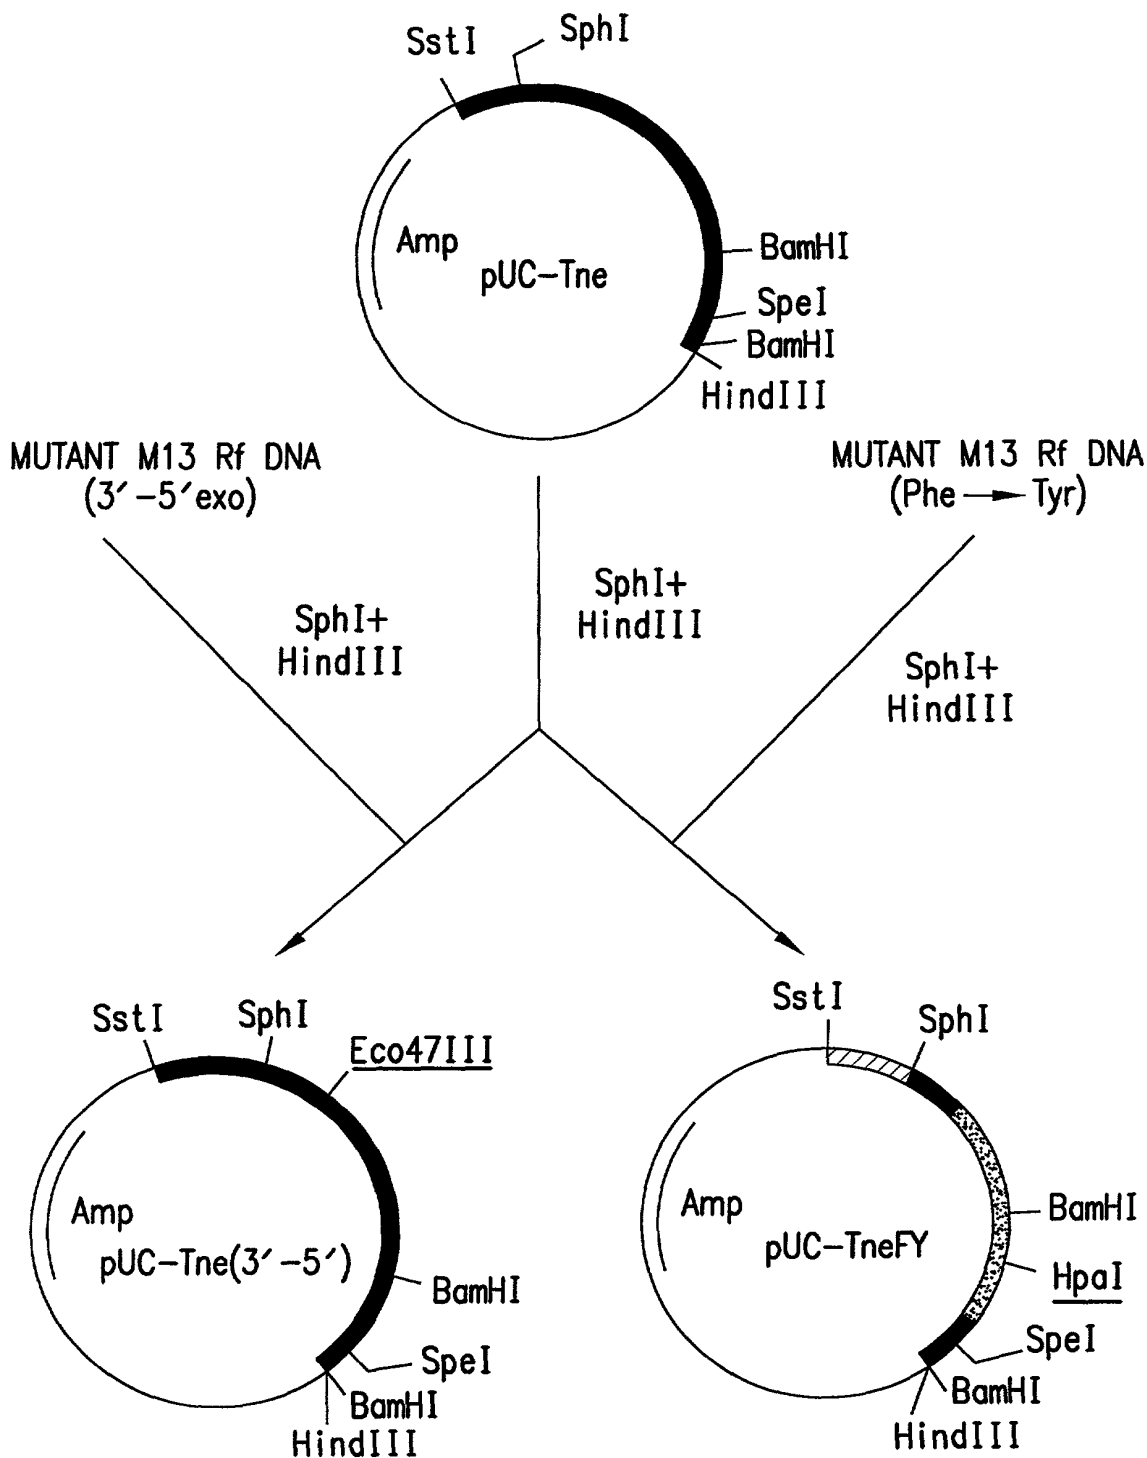 SstI
SphI
Amp
pUC-Tne
BamHI
SpeI
BamHI
HindIII
MUTANT M13 Rf DNA
(3′-5′exo)
MUTANT M13 Rf DNA
(Phe → Tyr)
SphI+
HindIII
SphI+
HindIII
SphI+
HindIII
SstI
SphI
Eco47III
Amp
pUC-Tne(3′-5′)
BamHI
SpeI
BamHI
HindIII
SstI
SphI
Amp
pUC-TneFY
BamHI
HpaI
SpeI
BamHI
HindIII